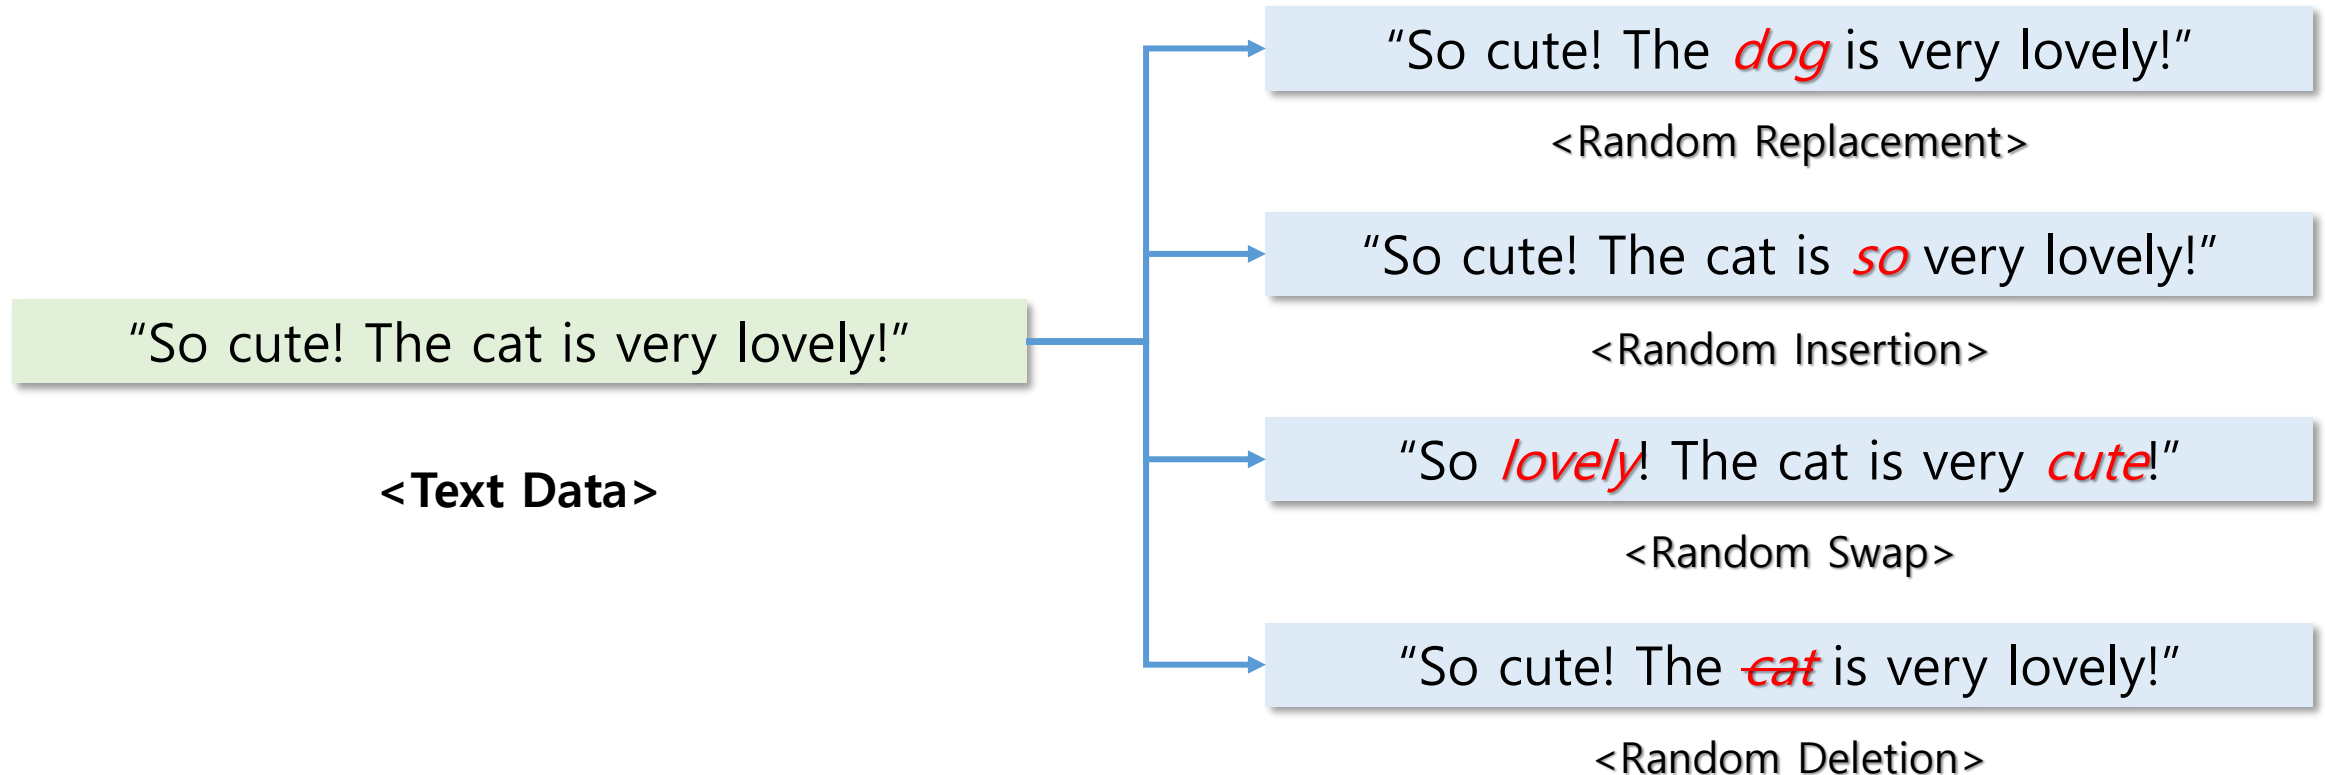 “So cute! The dog is very lovely!”
<Random Replacement>
“So cute! The cat is so very lovely!”
<Random Insertion>
“So cute! The cat is very lovely!”
<Text Data>
“So lovely! The cat is very cute!”
<Random Swap>
“So cute! The cat is very lovely!”
<Random Deletion>